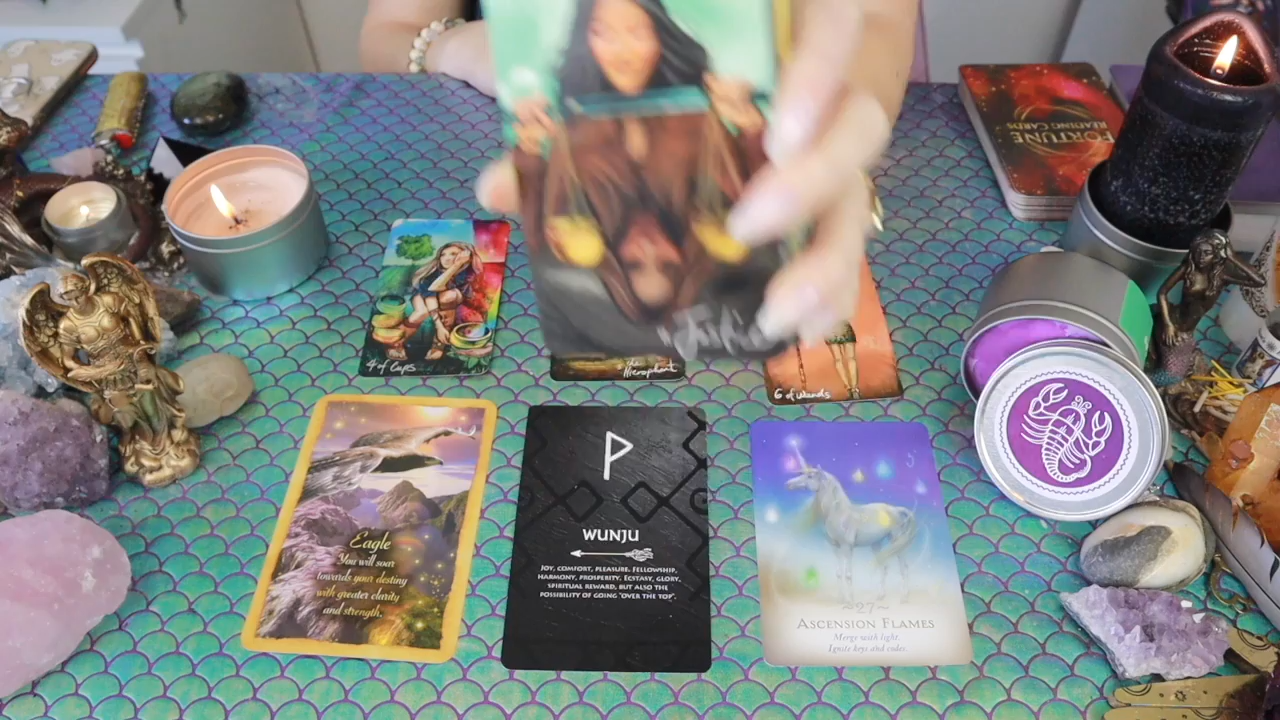 FORTUNE
READING CARDS
4 of Cups
the
Hierophant
6 of Wands
Eagle
You will soar
towards your destiny
with greater clarity
and strength.
WUNJU
JOY, COMFORT, PLEASURE. FELLOWSHIP,
HARMONY, PROSPERITY. ECSTASY, GLORY,
SPIRITUAL REWARD, BUT ALSO THE
POSSIBILITY OF GOING "OVER THE TOP".
~27~
ASCENSION FLAMES
Merge with light.
Ignite keys and codes.